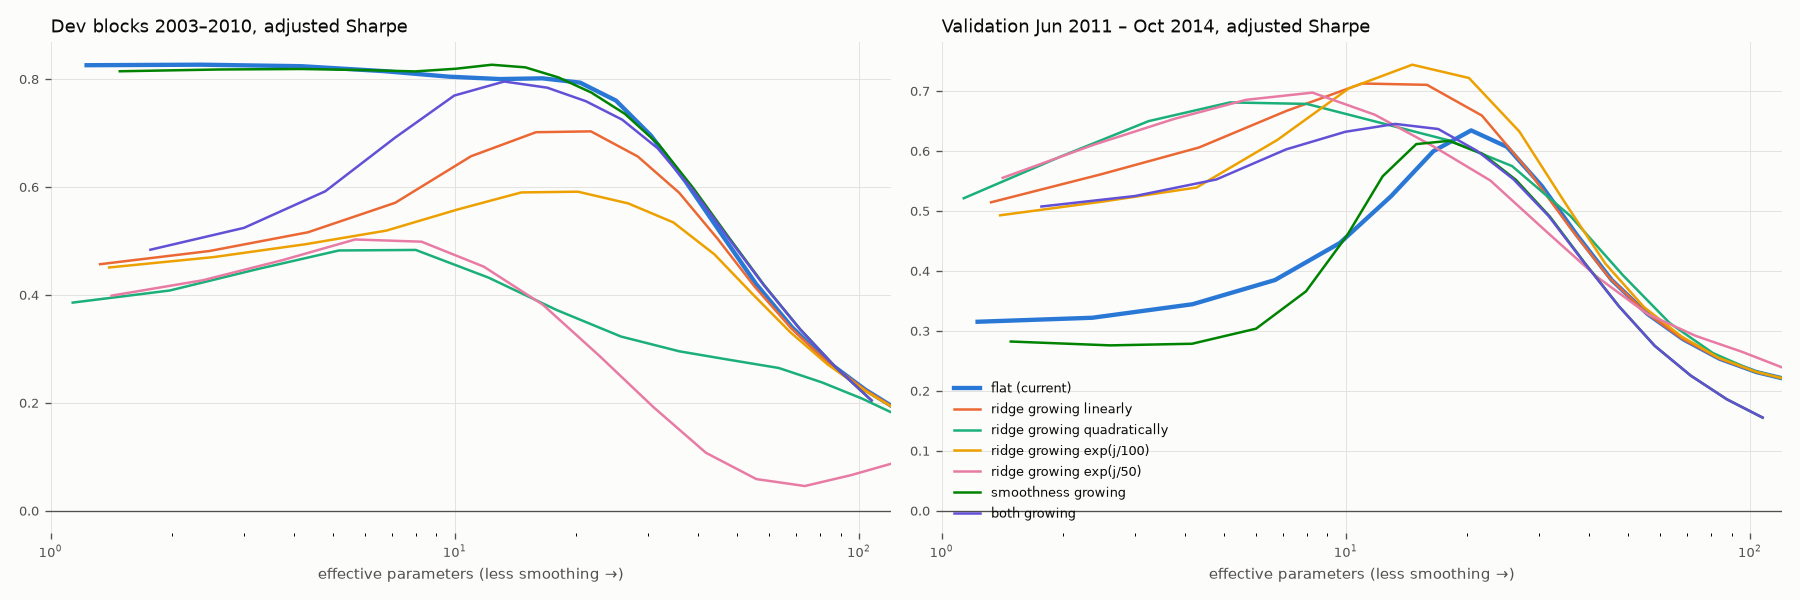 Dev blocks 2003–2010, adjusted Sharpe
0.8
0.6
0.4
0.2
0.0
10⁰
10¹
10²
effective parameters (less smoothing →)
Validation Jun 2011 – Oct 2014, adjusted Sharpe
0.7
0.6
0.5
0.4
0.3
0.2
0.1
0.0
flat (current)
ridge growing linearly
ridge growing quadratically
ridge growing exp(j/100)
ridge growing exp(j/50)
smoothness growing
both growing
10⁰
10¹
10²
effective parameters (less smoothing →)